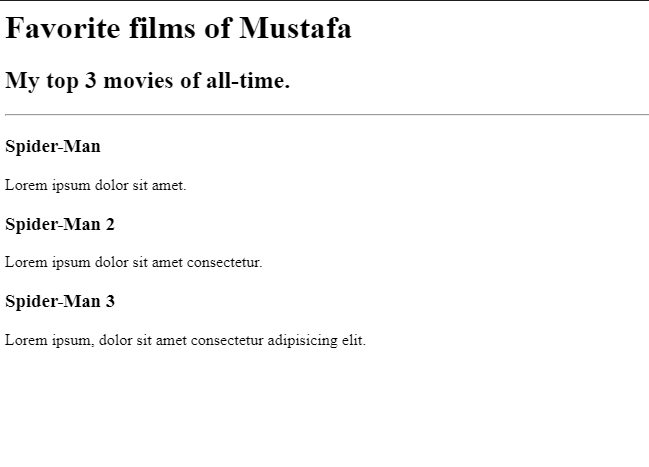 Favorite films of Mustafa
My top 3 movies of all-time.
Spider-Man
Lorem ipsum dolor sit amet.
Spider-Man 2
Lorem ipsum dolor sit amet consectetur.
Spider-Man 3
Lorem ipsum, dolor sit amet consectetur adipisicing elit.